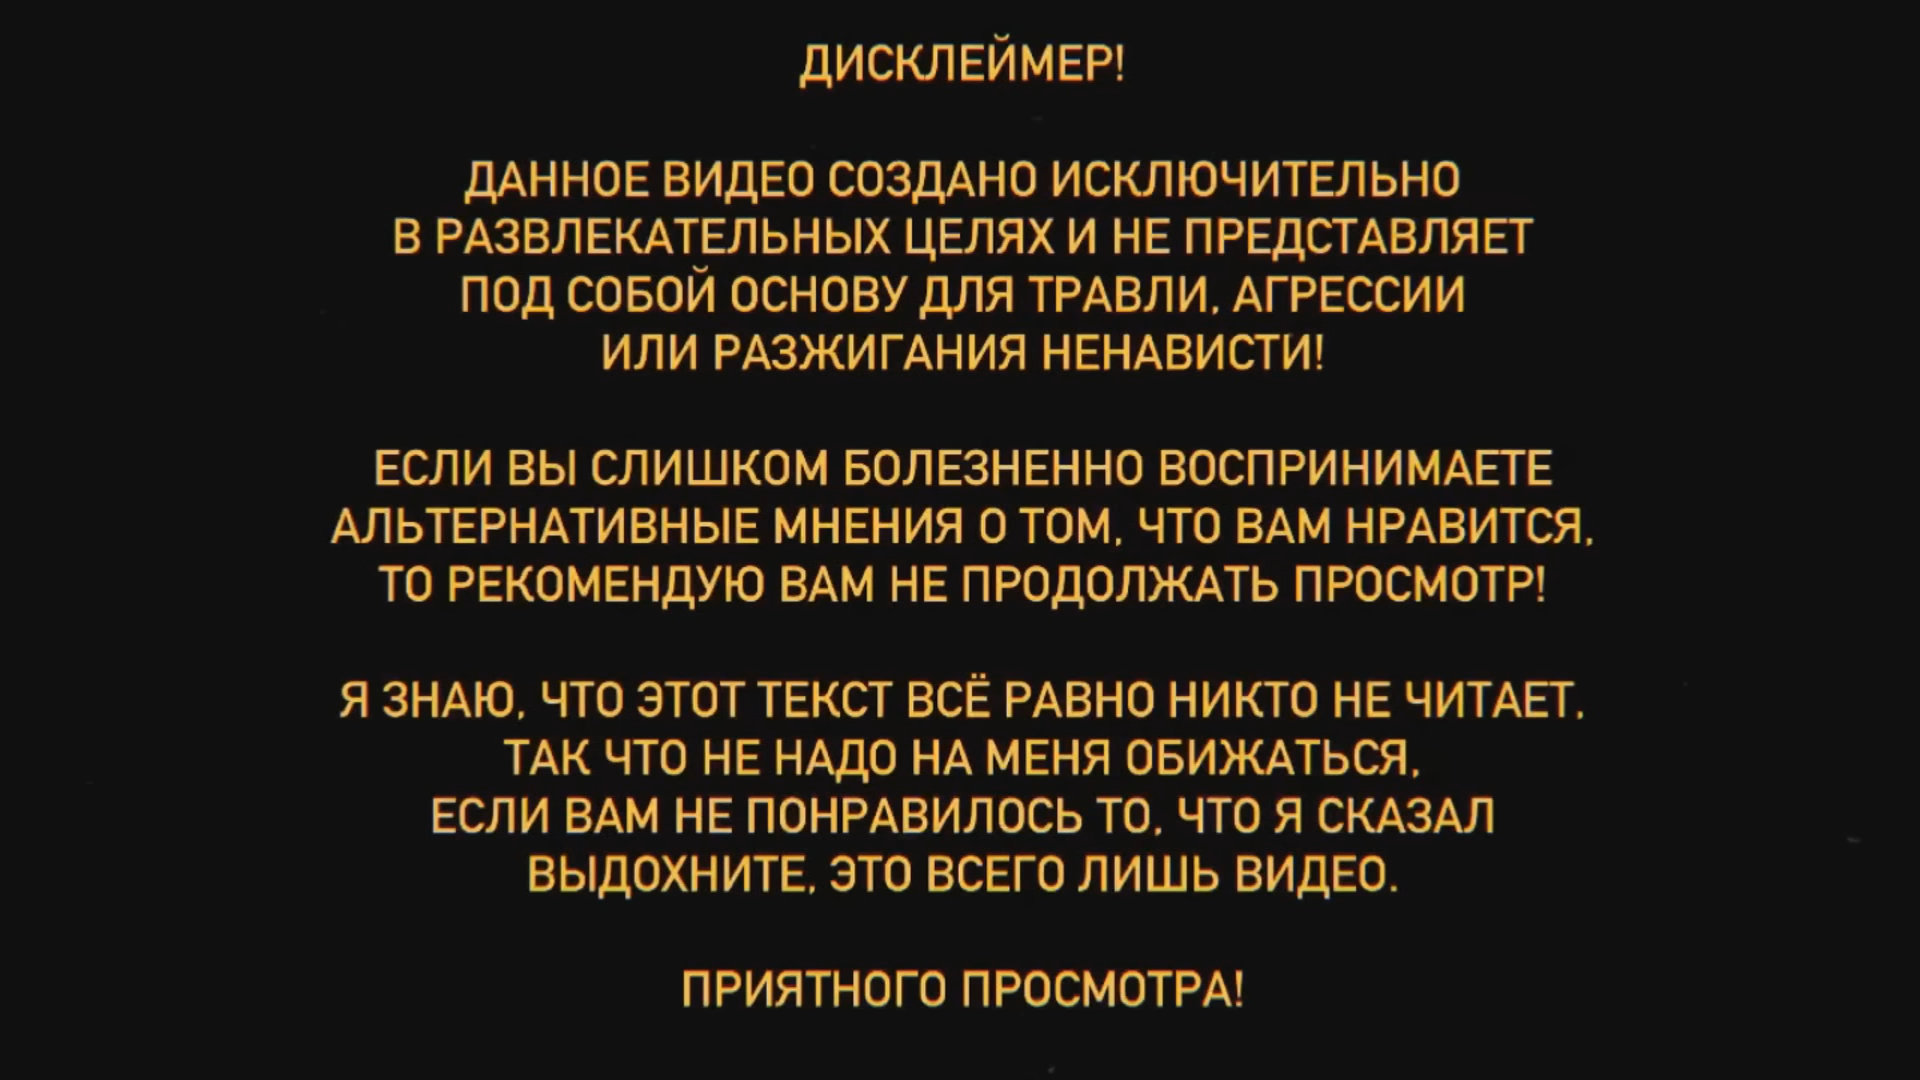 ДИСКЛЕЙМЕР!
ДАННОЕ ВИДЕО СОЗДАНО ИСКЛЮЧИТЕЛЬНО
В РАЗВЛЕКАТЕЛЬНЫХ ЦЕЛЯХ И НЕ ПРЕДСТАВЛЯЕТ
ПОД СОБОЙ ОСНОВУ ДЛЯ ТРАВЛИ, АГРЕССИИ
ИЛИ РАЗЖИГАНИЯ НЕНАВИСТИ!
ЕСЛИ ВЫ СЛИШКОМ БОЛЕЗНЕННО ВОСПРИНИМАЕТЕ
АЛЬТЕРНАТИВНЫЕ МНЕНИЯ О ТОМ, ЧТО ВАМ НРАВИТСЯ,
ТО РЕКОМЕНДУЮ ВАМ НЕ ПРОДОЛЖАТЬ ПРОСМОТР!
Я ЗНАЮ, ЧТО ЭТОТ ТЕКСТ ВСЁ РАВНО НИКТО НЕ ЧИТАЕТ,
ТАК ЧТО НЕ НАДО НА МЕНЯ ОБИЖАТЬСЯ,
ЕСЛИ ВАМ НЕ ПОНРАВИЛОСЬ ТО, ЧТО Я СКАЗАЛ
ВЫДОХНИТЕ, ЭТО ВСЕГО ЛИШЬ ВИДЕО.
ПРИЯТНОГО ПРОСМОТРА!